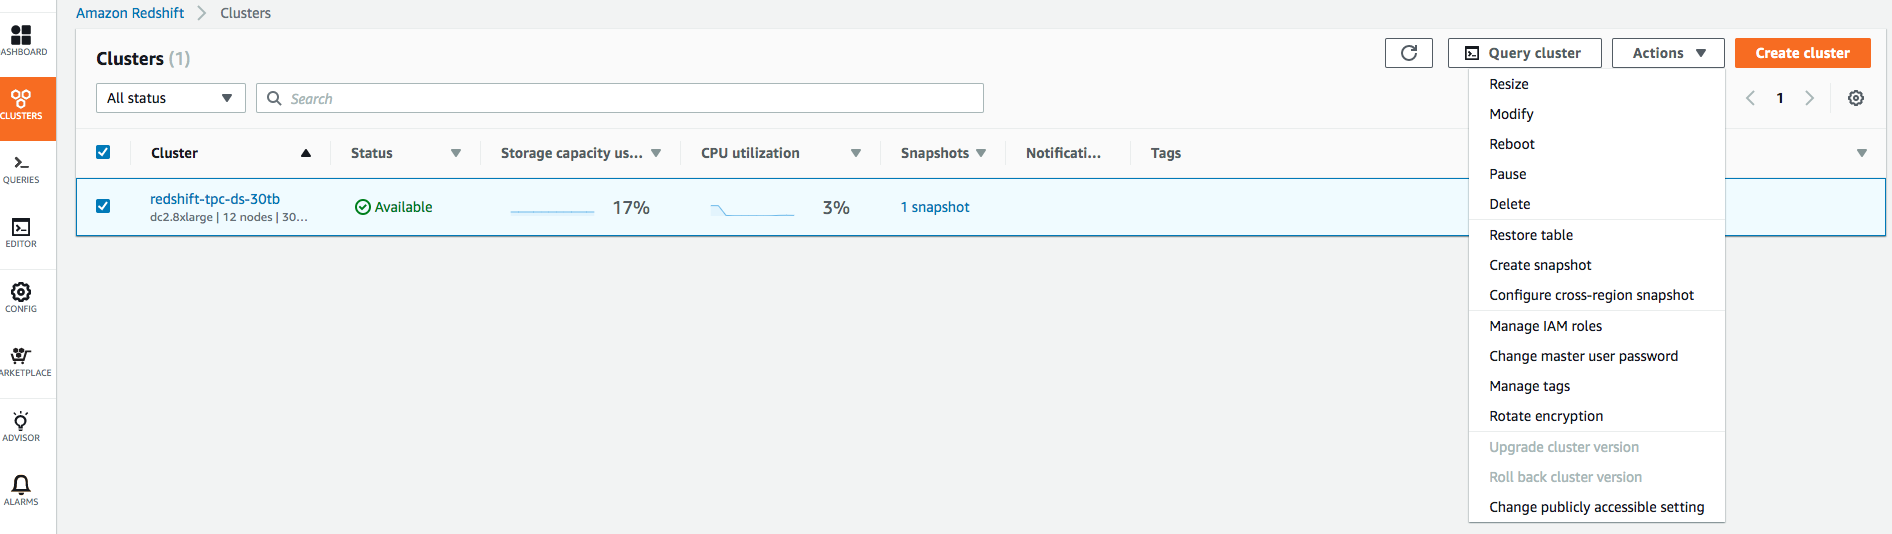 Amazon Redshift > Clusters
ASHBOARD
CLUSTERS
QUERIES
EDITOR
CONFIG
ARKETPLACE
ADVISOR
ALARMS
Clusters (1)
Query cluster
Actions
Create cluster
All status
Search
1
Cluster
Status
Storage capacity us...
CPU utilization
Snapshots
Notificati...
Tags
redshift-tpc-ds-30tb
dc2.8xlarge | 12 nodes | 30...
Available
17%
3%
1 snapshot
Resize
Modify
Reboot
Pause
Delete
Restore table
Create snapshot
Configure cross-region snapshot
Manage IAM roles
Change master user password
Manage tags
Rotate encryption
Upgrade cluster version
Roll back cluster version
Change publicly accessible setting